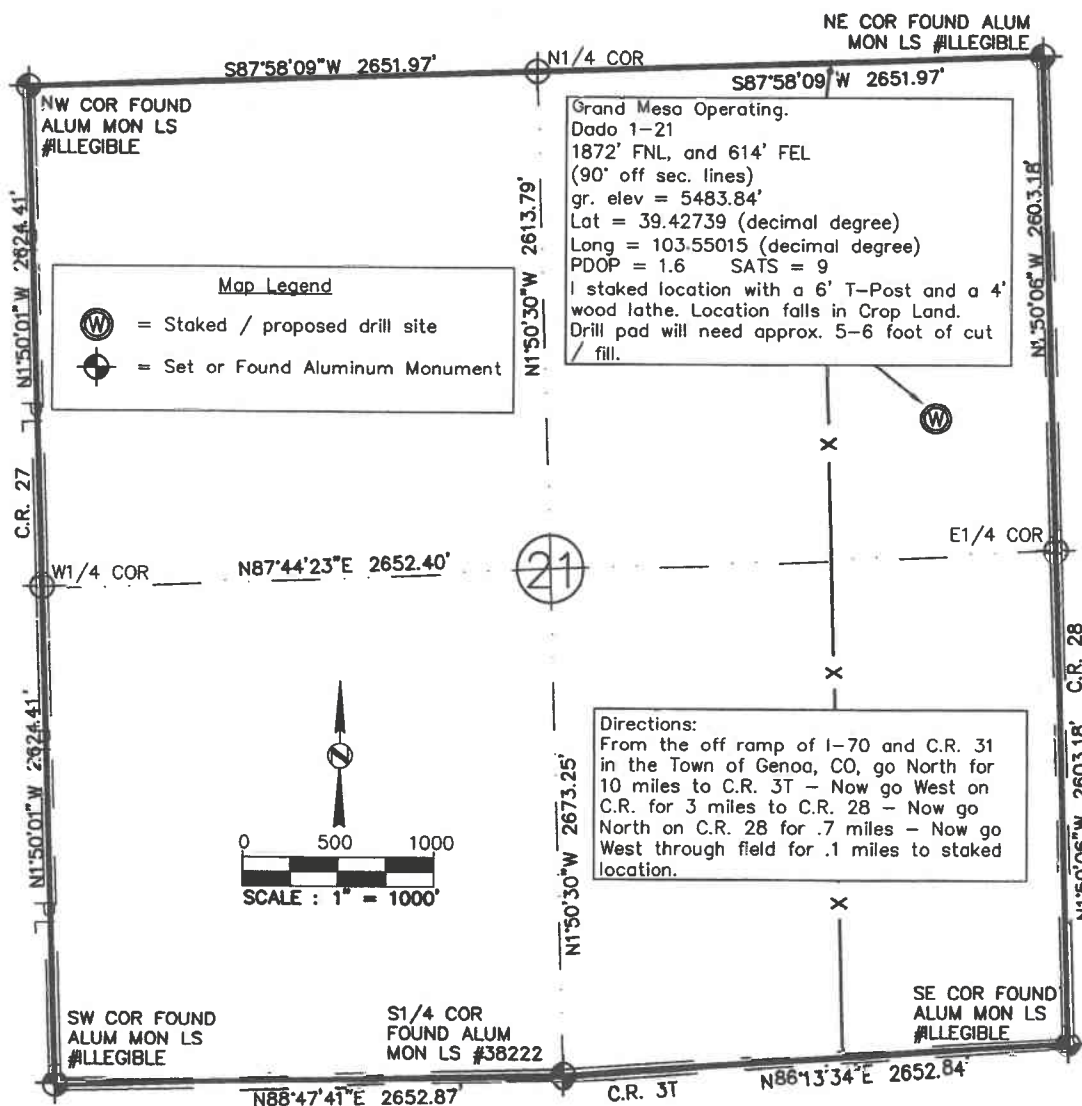 NE COR FOUND ALUM
MON LS #ILLEGIBLE
S87°58'09"W 2651.97'
N1/4 COR
S87°58'09"W 2651.97'
NW COR FOUND
ALUM MON LS
#ILLEGIBLE
Grand Mesa Operating.
Dado 1-21
1872' FNL, and 614' FEL
(90° off sec. lines)
gr. elev = 5483.84'
Lat = 39.42739 (decimal degree)
Long = 103.55015 (decimal degree)
PDOP = 1.6 SATS = 9
I staked location with a 6' T-Post and a 4'
wood lathe. Location falls in Crop Land.
Drill pad will need approx. 5-6 foot of cut
/ fill.
N1°50'01"W 2624.41'
N1°50'30"W 2613.79'
N1°50'06"W 2603.18'
Map Legend
W = Staked / proposed drill site
= Set or Found Aluminum Monument
W
X
PL
C.R. 27
W1/4 COR
N87°44'23"E 2652.40'
21
E1/4 COR
C.R. 28
X
N1°50'01"W 2624.41'
N
0 500 1000
SCALE : 1" = 1000'
N1°50'30"W 2673.25'
Directions:
From the off ramp of I-70 and C.R. 31
in the Town of Genoa, CO, go North for
10 miles to C.R. 3T - Now go West on
C.R. for 3 miles to C.R. 28 - Now go
North on C.R. 28 for .7 miles - Now go
West through field for .1 miles to staked
location.
N1°50'06"W 2603.18'
X
PL
SW COR FOUND
ALUM MON LS
#ILLEGIBLE
S1/4 COR
FOUND ALUM
MON LS #38222
SE COR FOUND
ALUM MON LS
#ILLEGIBLE
N88°47'41"E 2652.87'
C.R. 3T
N86°13'34"E 2652.84'